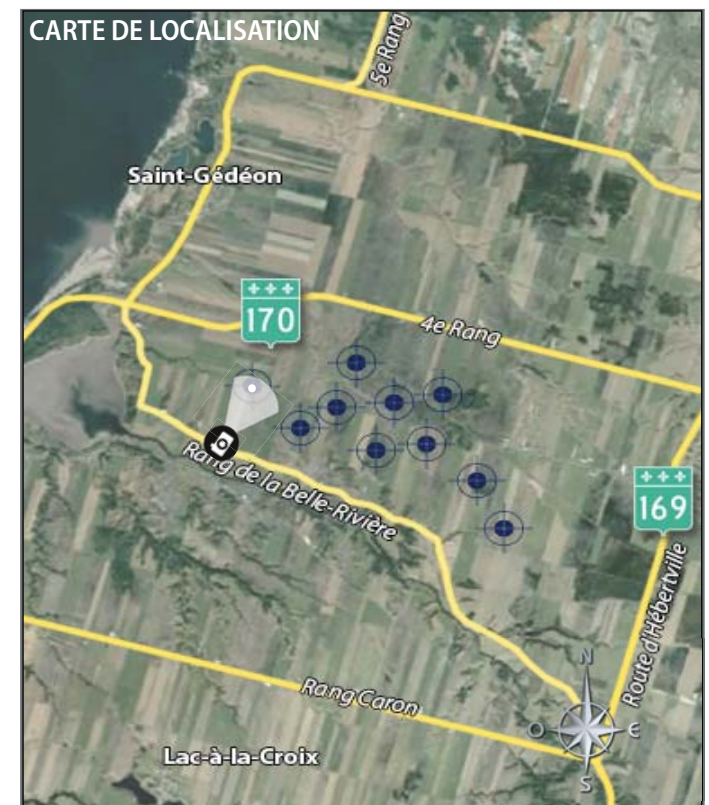 CARTE DE LOCALISATION
5e Rang
Saint-Gédéon
170
4e Rang
Rang de la Belle-Rivière
169
Route d'Hébertville
Rang Caron
N
O
E
S
Lac-à-la-Croix